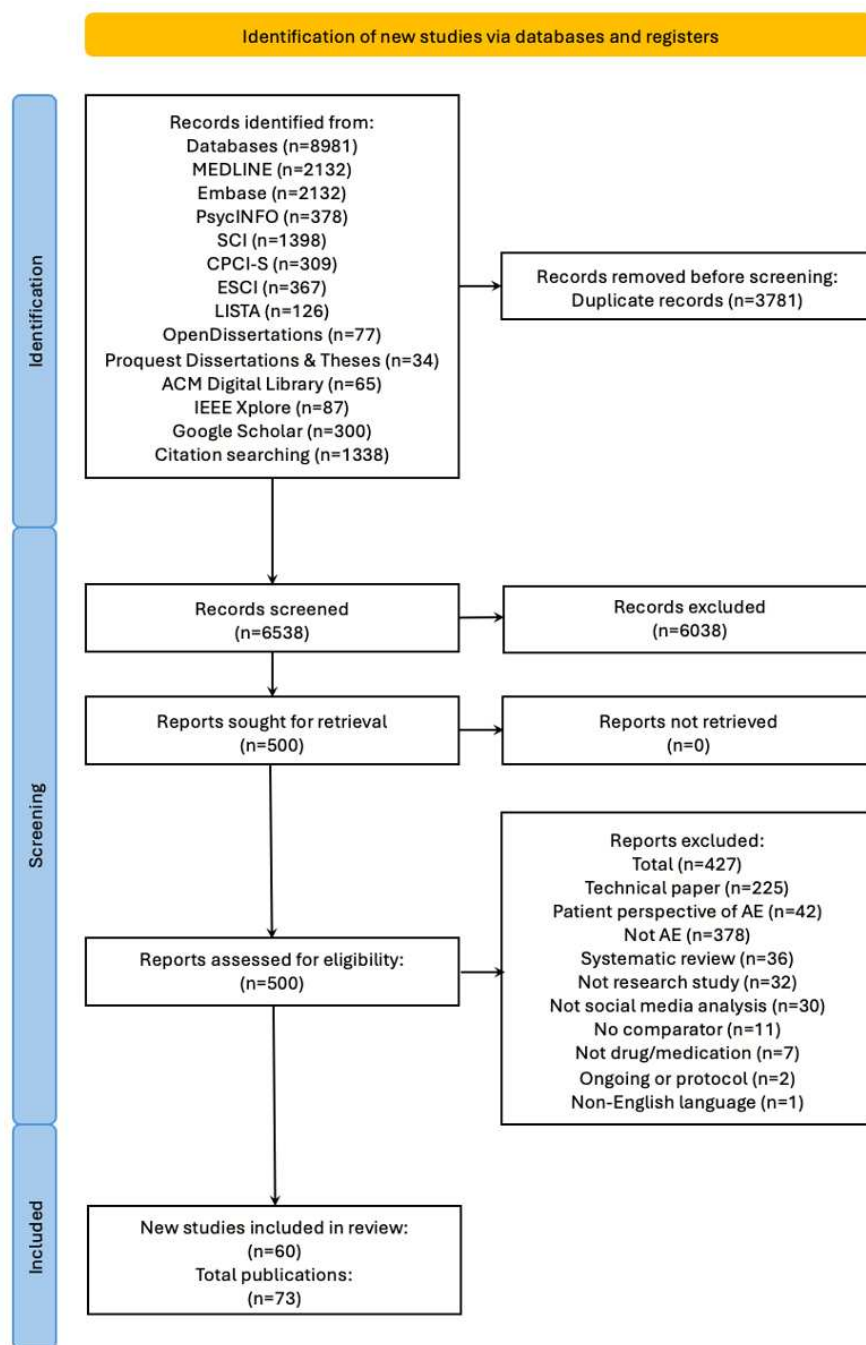 Identification of new studies via databases and registers
Identification
Records identified from:
Databases (n=8981)
MEDLINE (n=2132)
Embase (n=2132)
PsycINFO (n=378)
SCI (n=1398)
CPCI-S (n=309)
ESCI (n=367)
LISTA (n=126)
OpenDissertations (n=77)
Proquest Dissertations & Theses (n=34)
ACM Digital Library (n=65)
IEEE Xplore (n=87)
Google Scholar (n=300)
Citation searching (n=1338)
Records removed before screening:
Duplicate records (n=3781)
Screening
Records screened
(n=6538)
Records excluded
(n=6038)
Reports sought for retrieval
(n=500)
Reports not retrieved
(n=0)
Reports assessed for eligibility:
(n=500)
Reports excluded:
Total (n=427)
Technical paper (n=225)
Patient perspective of AE (n=42)
Not AE (n=378)
Systematic review (n=36)
Not research study (n=32)
Not social media analysis (n=30)
No comparator (n=11)
Not drug/medication (n=7)
Ongoing or protocol (n=2)
Non-English language (n=1)
Included
New studies included in review:
(n=60)
Total publications:
(n=73)